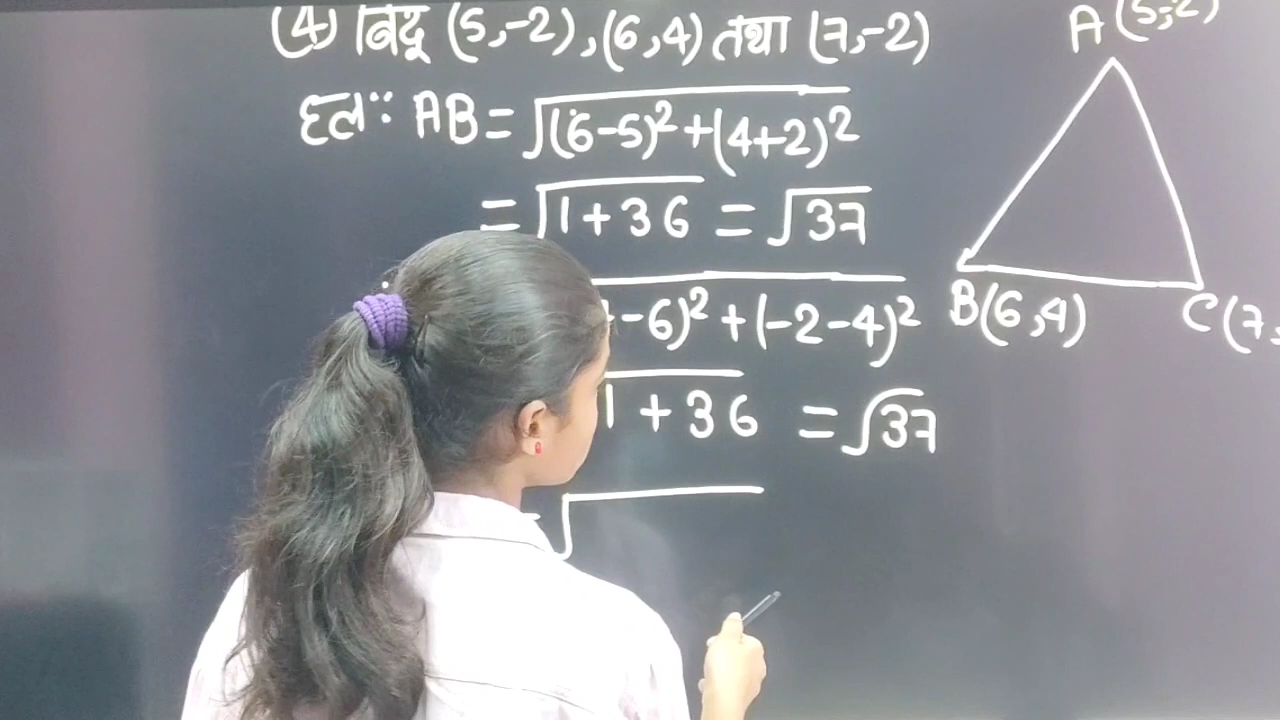 (4) बिंदू (5,-2), (6,4) तथा (7,-2)
हल:- AB = √(6-5)²+(4+2)²
= √1+36 = √37
-6)²+(-2-4)²
1+36 = √37
√
A(5,-2)
B(6,4)
C(7,